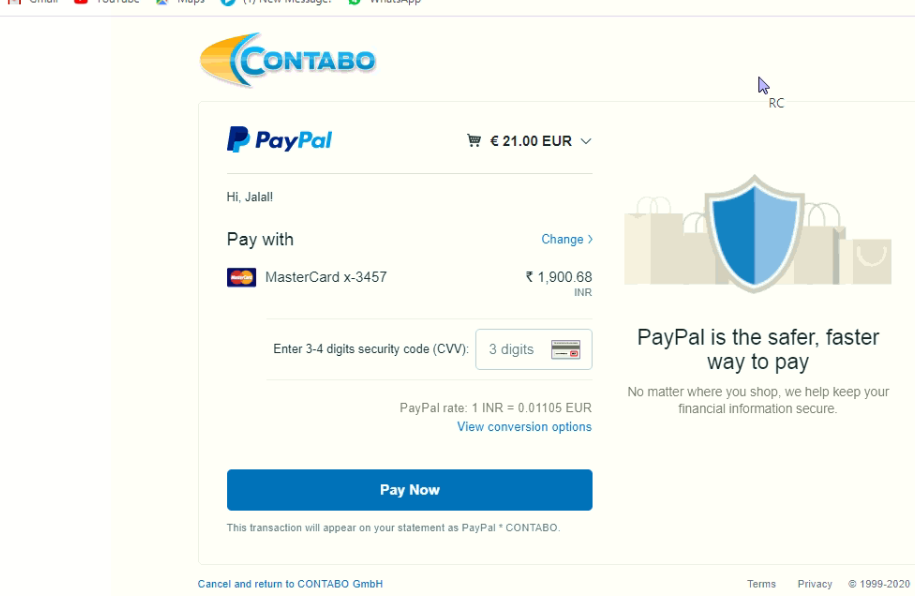 Gmail YouTube Maps (1) New Message! WhatsApp
CONTABO
RC
PayPal
€ 21.00 EUR
Hi, Jalal!
Pay with
Change >
MasterCard
MasterCard x-3457
₹ 1,900.68
INR
Enter 3-4 digits security code (CVV):
3 digits
PayPal rate: 1 INR = 0.01105 EUR
View conversion options
Pay Now
This transaction will appear on your statement as PayPal * CONTABO.
PayPal is the safer, faster
way to pay
No matter where you shop, we help keep your
financial information secure.
Cancel and return to CONTABO GmbH
Terms Privacy © 1999-2020